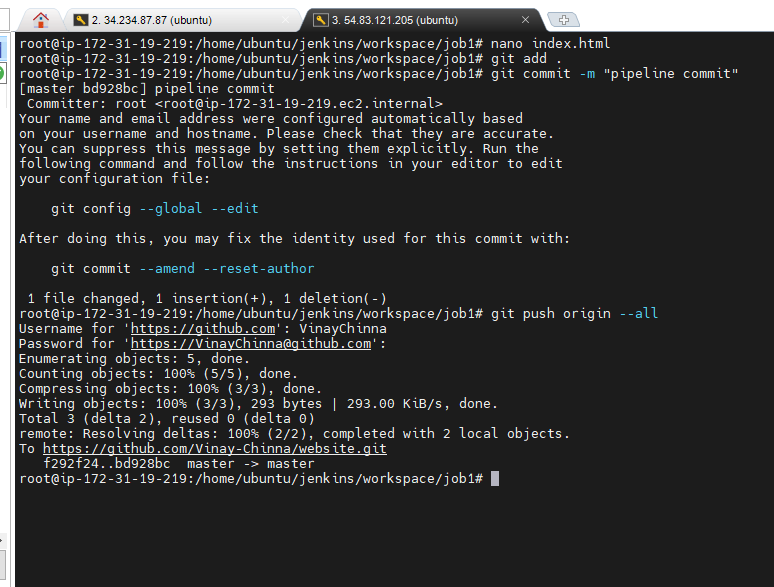 2. 34.234.87.87 (ubuntu)
3. 54.83.121.205 (ubuntu)
root@ip-172-31-19-219:/home/ubuntu/jenkins/workspace/job1# nano index.html
root@ip-172-31-19-219:/home/ubuntu/jenkins/workspace/job1# git add .
root@ip-172-31-19-219:/home/ubuntu/jenkins/workspace/job1# git commit -m "pipeline commit"
[master bd928bc] pipeline commit
Committer: root <root@ip-172-31-19-219.ec2.internal>
Your name and email address were configured automatically based
on your username and hostname. Please check that they are accurate.
You can suppress this message by setting them explicitly. Run the
following command and follow the instructions in your editor to edit
your configuration file:
git config --global --edit
After doing this, you may fix the identity used for this commit with:
git commit --amend --reset-author
1 file changed, 1 insertion(+), 1 deletion(-)
root@ip-172-31-19-219:/home/ubuntu/jenkins/workspace/job1# git push origin --all
Username for 'https://github.com': VinayChinna
Password for 'https://VinayChinna@github.com':
Enumerating objects: 5, done.
Counting objects: 100% (5/5), done.
Compressing objects: 100% (3/3), done.
Writing objects: 100% (3/3), 293 bytes | 293.00 KiB/s, done.
Total 3 (delta 2), reused 0 (delta 0)
remote: Resolving deltas: 100% (2/2), completed with 2 local objects.
To https://github.com/Vinay-Chinna/website.git
f292f24..bd928bc  master -> master
root@ip-172-31-19-219:/home/ubuntu/jenkins/workspace/job1#